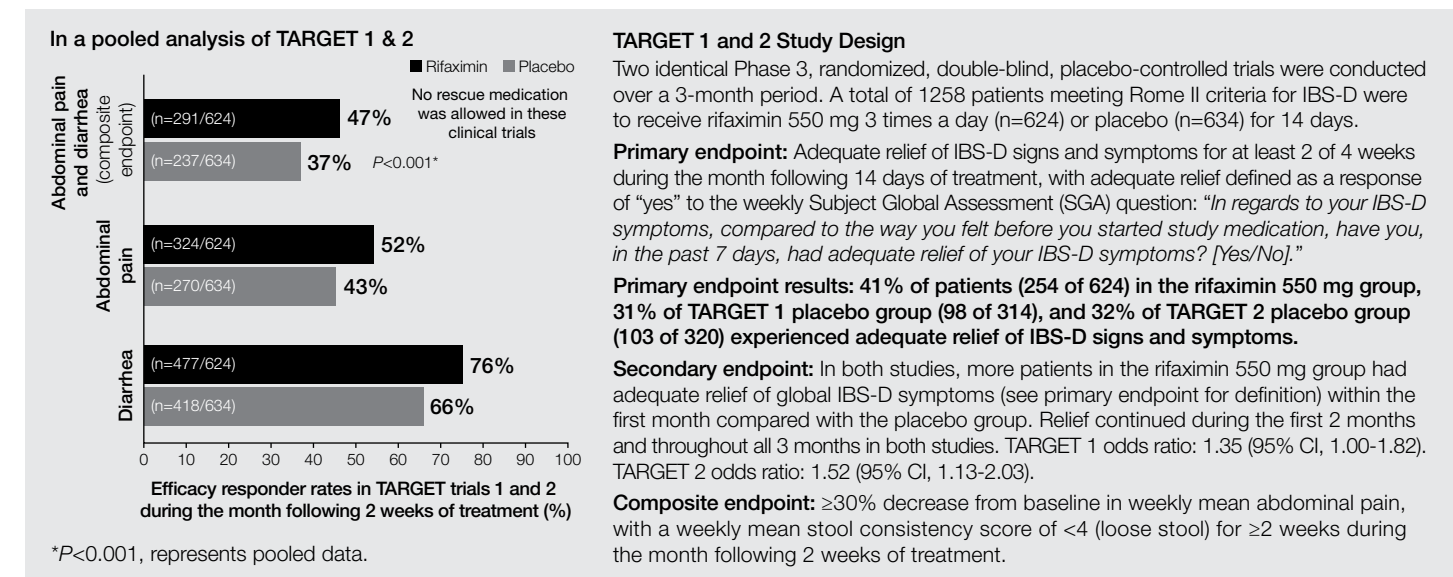 In a pooled analysis of TARGET 1 & 2
Rifaximin Placebo
No rescue medication
was allowed in these
clinical trials
Abdominal pain
and diarrhea
(composite
endpoint)
(n=291/624) 47%
(n=237/634) 37% P<0.001*
Abdominal
pain
(n=324/624) 52%
(n=270/634) 43%
Diarrhea
(n=477/624) 76%
(n=418/634) 66%
0 10 20 30 40 50 60 70 80 90 100
Efficacy responder rates in TARGET trials 1 and 2
during the month following 2 weeks of treatment (%)
*P<0.001, represents pooled data.
TARGET 1 and 2 Study Design
Two identical Phase 3, randomized, double-blind, placebo-controlled trials were conducted
over a 3-month period. A total of 1258 patients meeting Rome II criteria for IBS-D were
to receive rifaximin 550 mg 3 times a day (n=624) or placebo (n=634) for 14 days.
Primary endpoint: Adequate relief of IBS-D signs and symptoms for at least 2 of 4 weeks
during the month following 14 days of treatment, with adequate relief defined as a response
of “yes” to the weekly Subject Global Assessment (SGA) question: “In regards to your IBS-D
symptoms, compared to the way you felt before you started study medication, have you,
in the past 7 days, had adequate relief of your IBS-D symptoms? [Yes/No].”
Primary endpoint results: 41% of patients (254 of 624) in the rifaximin 550 mg group,
31% of TARGET 1 placebo group (98 of 314), and 32% of TARGET 2 placebo group
(103 of 320) experienced adequate relief of IBS-D signs and symptoms.
Secondary endpoint: In both studies, more patients in the rifaximin 550 mg group had
adequate relief of global IBS-D symptoms (see primary endpoint for definition) within the
first month compared with the placebo group. Relief continued during the first 2 months
and throughout all 3 months in both studies. TARGET 1 odds ratio: 1.35 (95% CI, 1.00-1.82).
TARGET 2 odds ratio: 1.52 (95% CI, 1.13-2.03).
Composite endpoint: ≥30% decrease from baseline in weekly mean abdominal pain,
with a weekly mean stool consistency score of <4 (loose stool) for ≥2 weeks during
the month following 2 weeks of treatment.